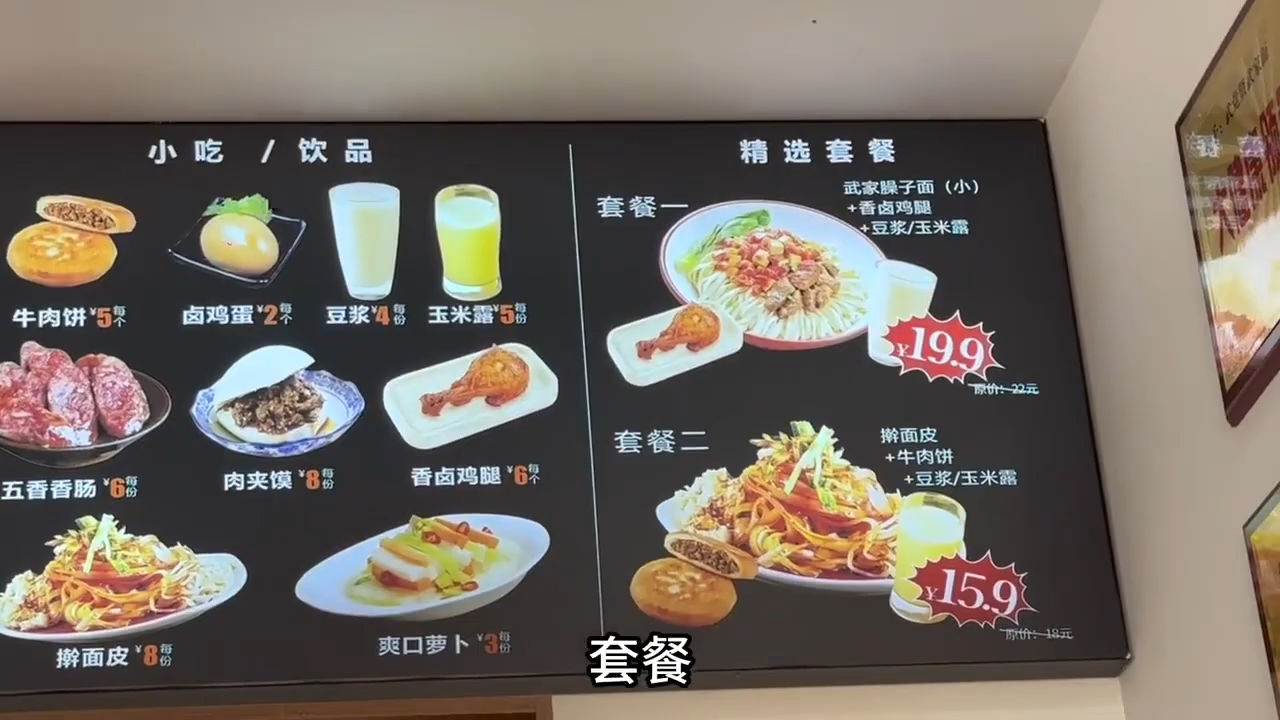 小吃 / 饮品
牛肉饼 ¥5每个
卤鸡蛋 ¥2每个
豆浆 ¥4每份
玉米露 ¥5每份
五香香肠 ¥6每份
肉夹馍 ¥8每份
香卤鸡腿 ¥6每个
擀面皮 ¥8每份
爽口萝卜 ¥3每份
精选套餐
套餐一
武家臊子面（小）
+香卤鸡腿
+豆浆/玉米露
¥19.9
原价：22元
套餐二
擀面皮
+牛肉饼
+豆浆/玉米露
¥15.9
原价：18元
套餐